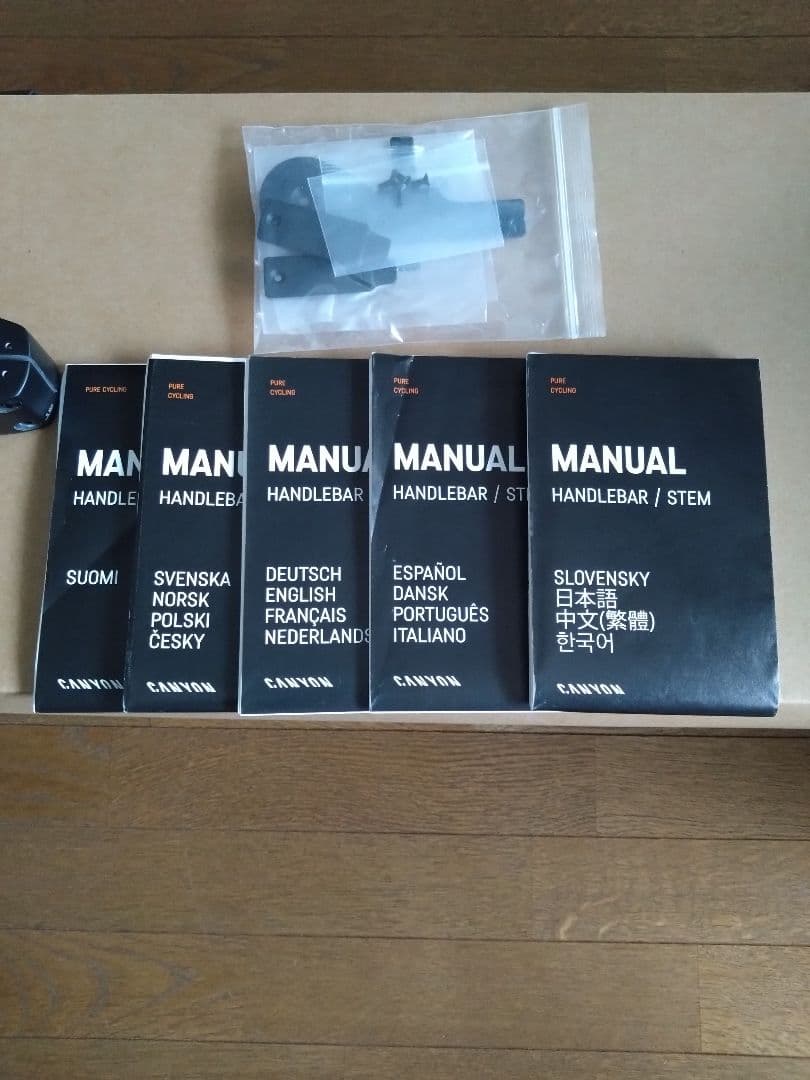 PURE CYCLING
MAN
HANDLE
SUOMI
CANYON
PURE
CYCLING
MANU
HANDLEBA
SVENSKA
NORSK
POLSKI
ČESKY
CANYON
PURE
CYCLING
MANUA
HANDLEBAR
DEUTSCH
ENGLISH
FRANÇAIS
NEDERLANDS
CANYON
PURE
CYCLING
MANUAL
HANDLEBAR / ST
ESPAÑOL
DANSK
PORTUGUÊS
ITALIANO
CANYON
PURE
CYCLING
MANUAL
HANDLEBAR / STEM
SLOVENSKY
日本語
中文(繁體)
한국어
CANYON